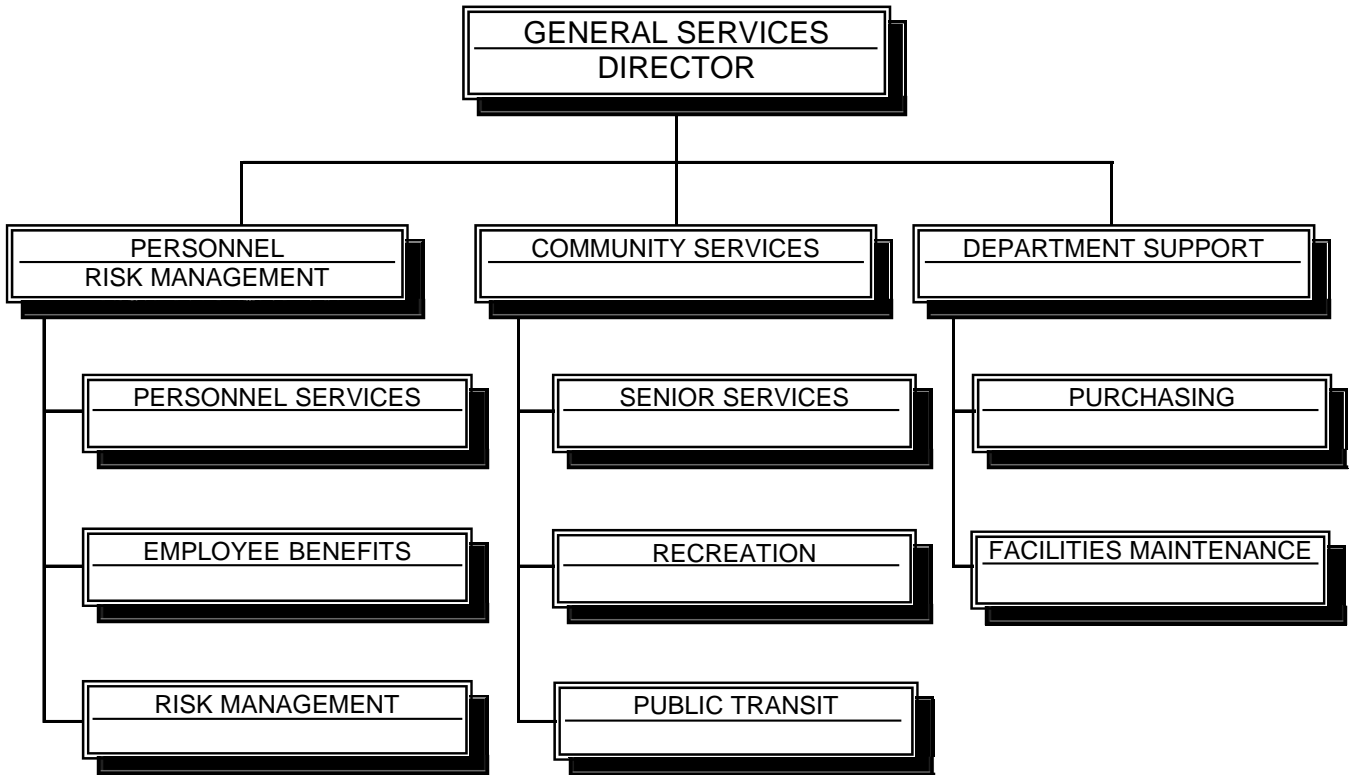 GENERAL SERVICES
DIRECTOR
PERSONNEL
RISK MANAGEMENT
COMMUNITY SERVICES
DEPARTMENT SUPPORT
PERSONNEL SERVICES
SENIOR SERVICES
PURCHASING
EMPLOYEE BENEFITS
RECREATION
FACILITIES MAINTENANCE
RISK MANAGEMENT
PUBLIC TRANSIT